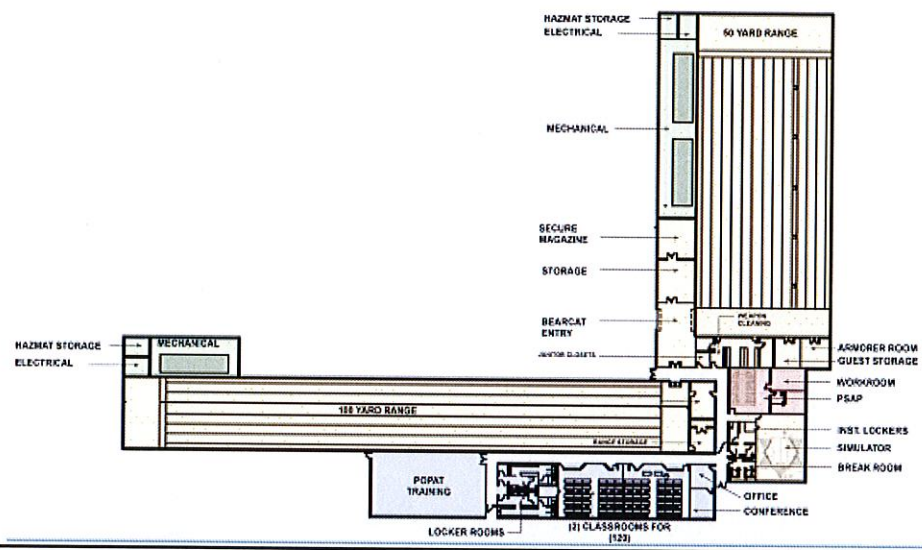 HAZMAT STORAGE
ELECTRICAL
50 YARD RANGE
MECHANICAL
SECURE
MAGAZINE
STORAGE
BEARCAT
ENTRY
WEAPON
CLEANING
JANITOR CLOSETS
ARMORER ROOM
GUEST STORAGE
WORKROOM
PSAP
INST. LOCKERS
SIMULATOR
BREAK ROOM
HAZMAT STORAGE
MECHANICAL
ELECTRICAL
100 YARD RANGE
RANGE STORAGE
POPAT
TRAINING
OFFICE
CONFERENCE
LOCKER ROOMS
(2) CLASSROOMS FOR
(120)